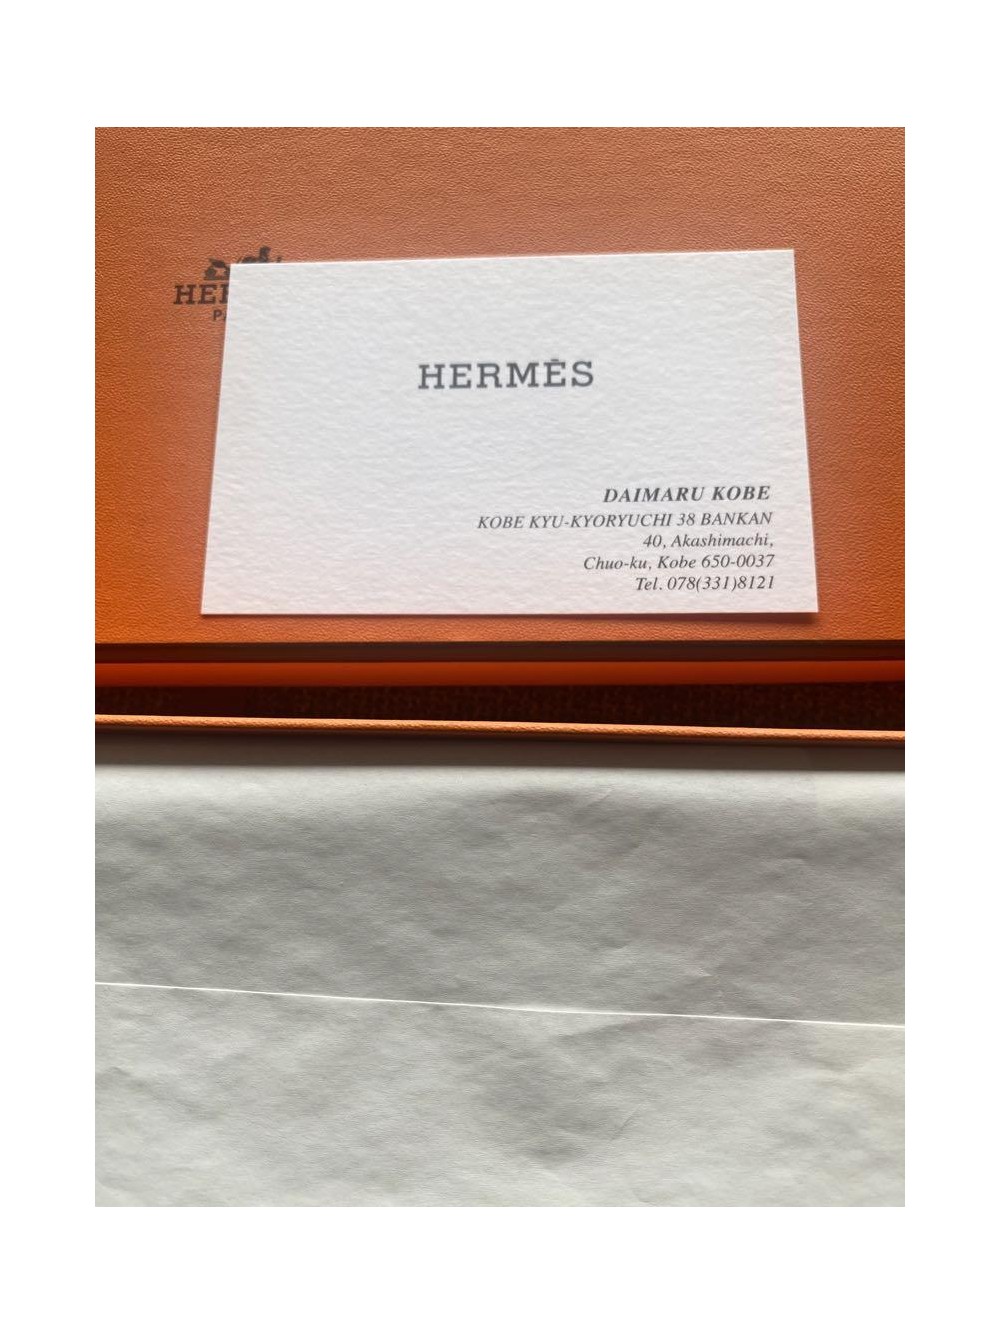 HERMÈS
DAIMARU KOBE
KOBE KYU-KYORYUCHI 38 BANKAN
40, Akashimachi,
Chuo-ku, Kobe 650-0037
Tel. 078(331)8121